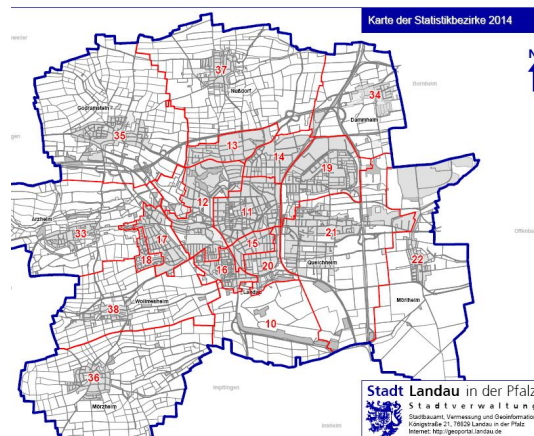 Karte der Statistikbezirke 2014
N
37
Nußdorf
34
Dammheim
Godramstein
35
13
14
19
12
11
33
Arzheim
17
21
15
18
16
20
Queichheim
22
Landau
Mörlheim
Wollmesheim
38
10
36
Mörzheim
Impflingen
Stadt Landau in der Pfalz
Stadtverwaltung
Stadtbauamt, Vermessung und Geoinformation
Königstraße 21, 76829 Landau in der Pfalz
Internet: http://geoportal.landau.de